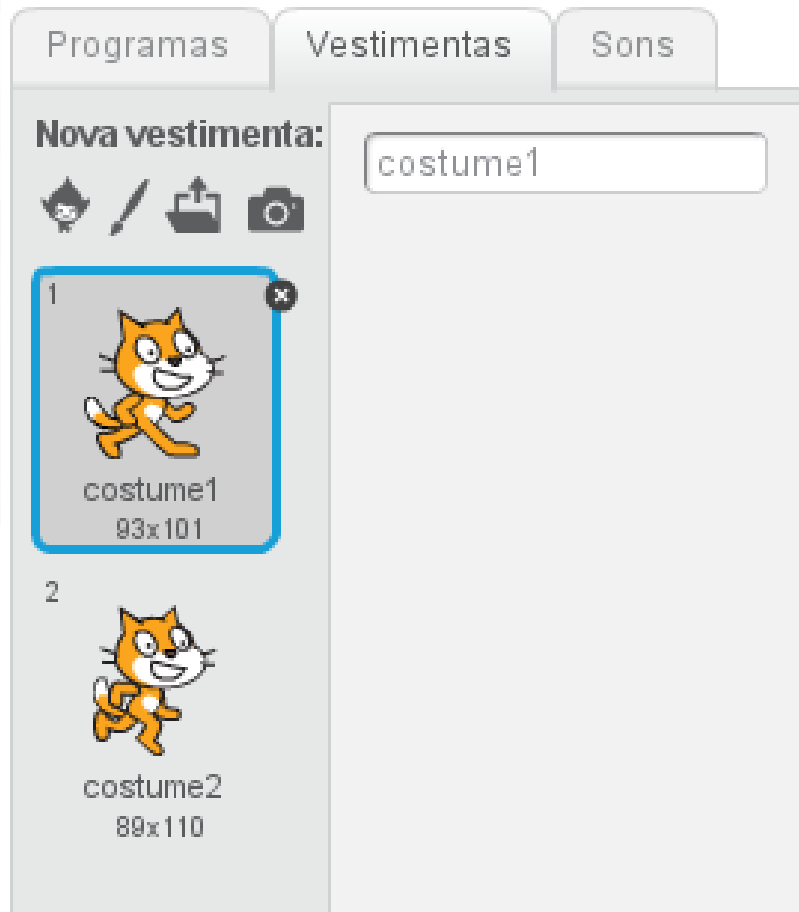 Programas
Vestimentas
Sons
Nova vestimenta:
costume1
1
costume1
93x101
2
costume2
89x110